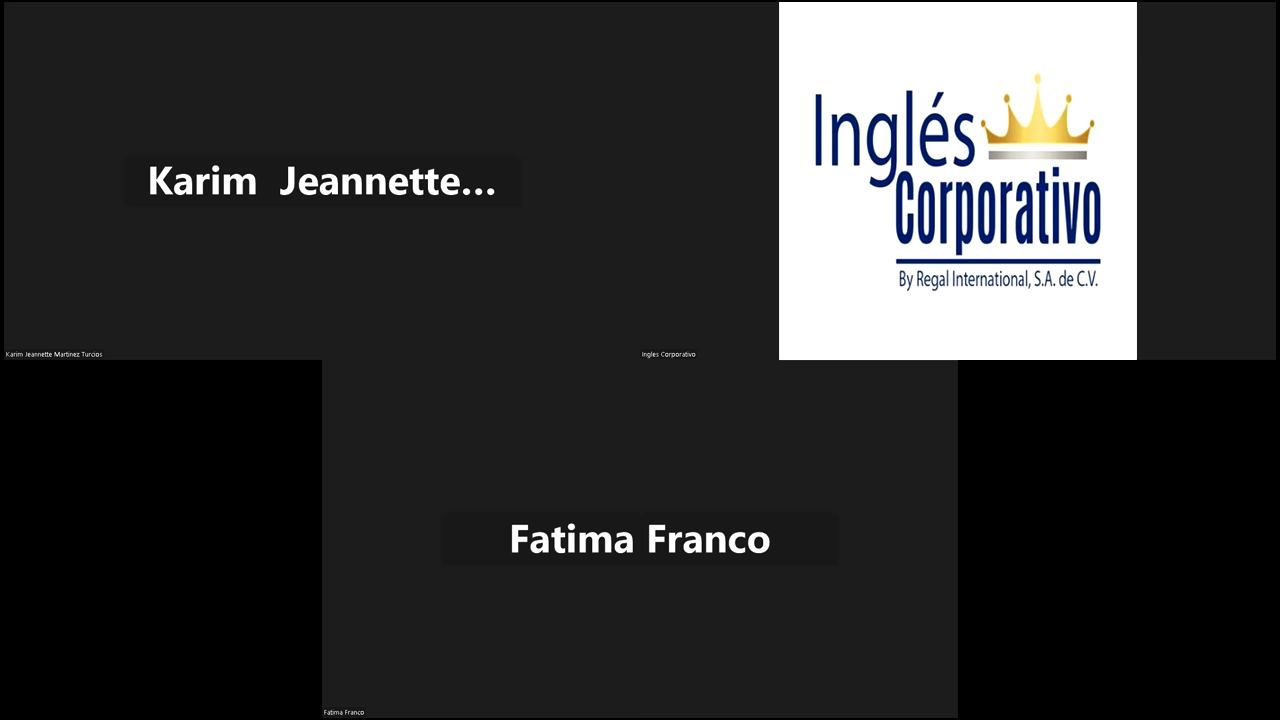 Karim  Jeannette...
Karim Jeannette Martinez Turcios
Inglés
Corporativo
By Regal International, S.A. de C.V.
Ingles Corporativo
Fatima Franco
Fatima Franco